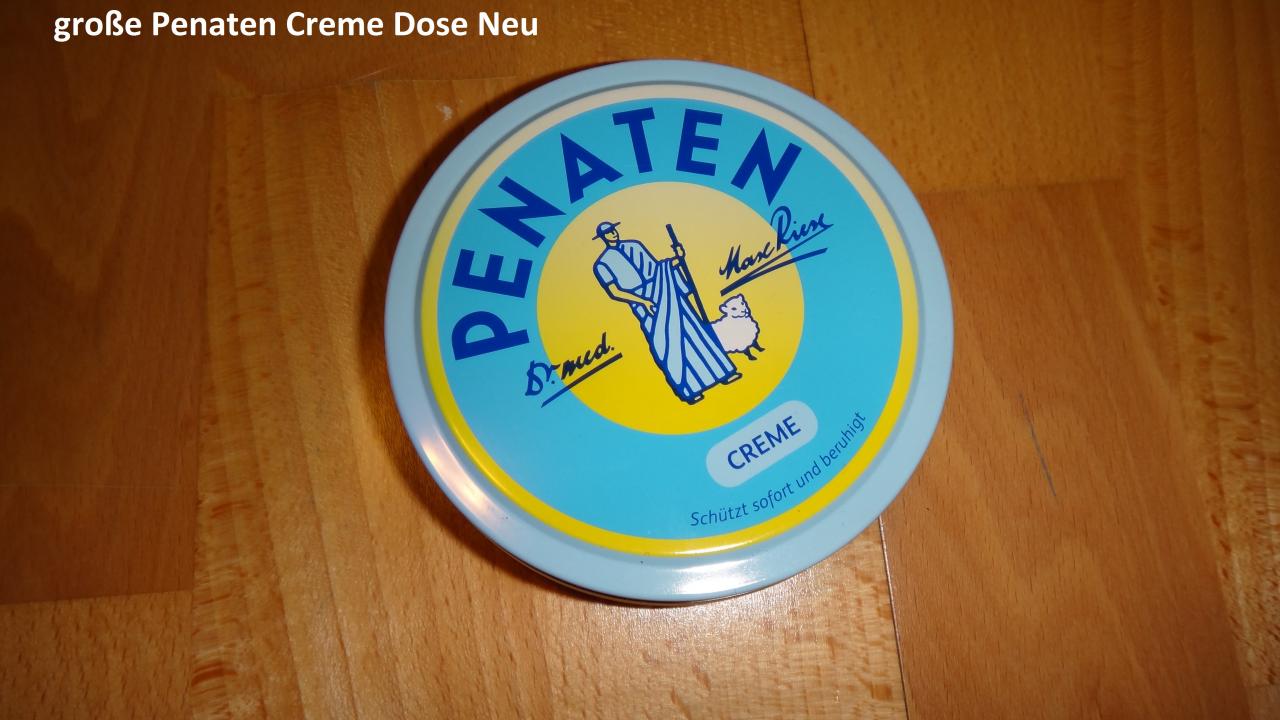 große Penaten Creme Dose Neu
PENATEN
Dr. med.
Max Riese
CREME
Schützt sofort und beruhigt